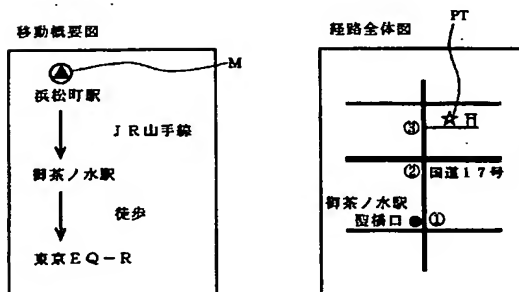 移動概要図
M
浜松町駅
JR山手線
御茶ノ水駅
徒歩
東京EQ-R
経路全体図
PT
③
② 国道17号
御茶ノ水駅
聖橋口 ①